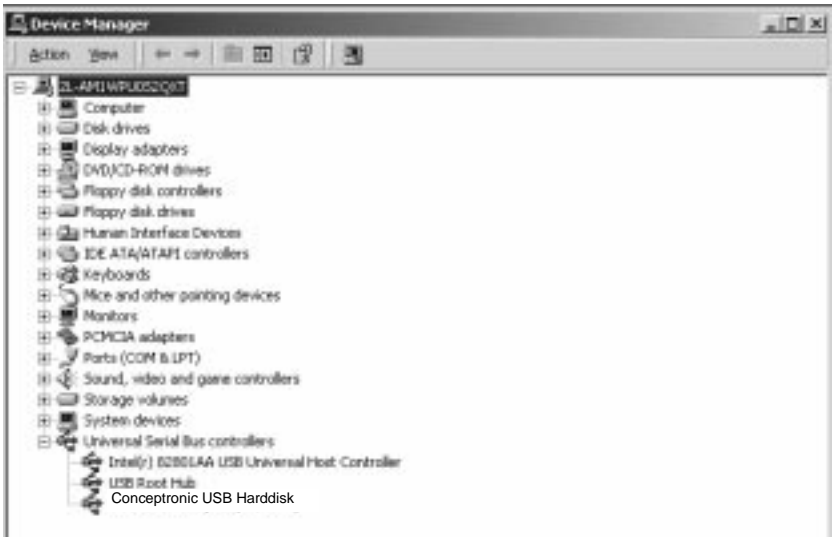 Device Manager
Action View
Computer
Disk drives
Display adapters
DVD/CD-ROM drives
Floppy disk controllers
Floppy disk drives
Human Interface Devices
IDE ATA/ATAPI controllers
Keyboards
Mice and other pointing devices
Monitors
PCMCIA adapters
Ports (COM & LPT)
Sound, video and game controllers
Storage volumes
System devices
Universal Serial Bus controllers
Intel(r) 82801AA USB Universal Host Controller
USB Root Hub
Conceptronic USB Harddisk